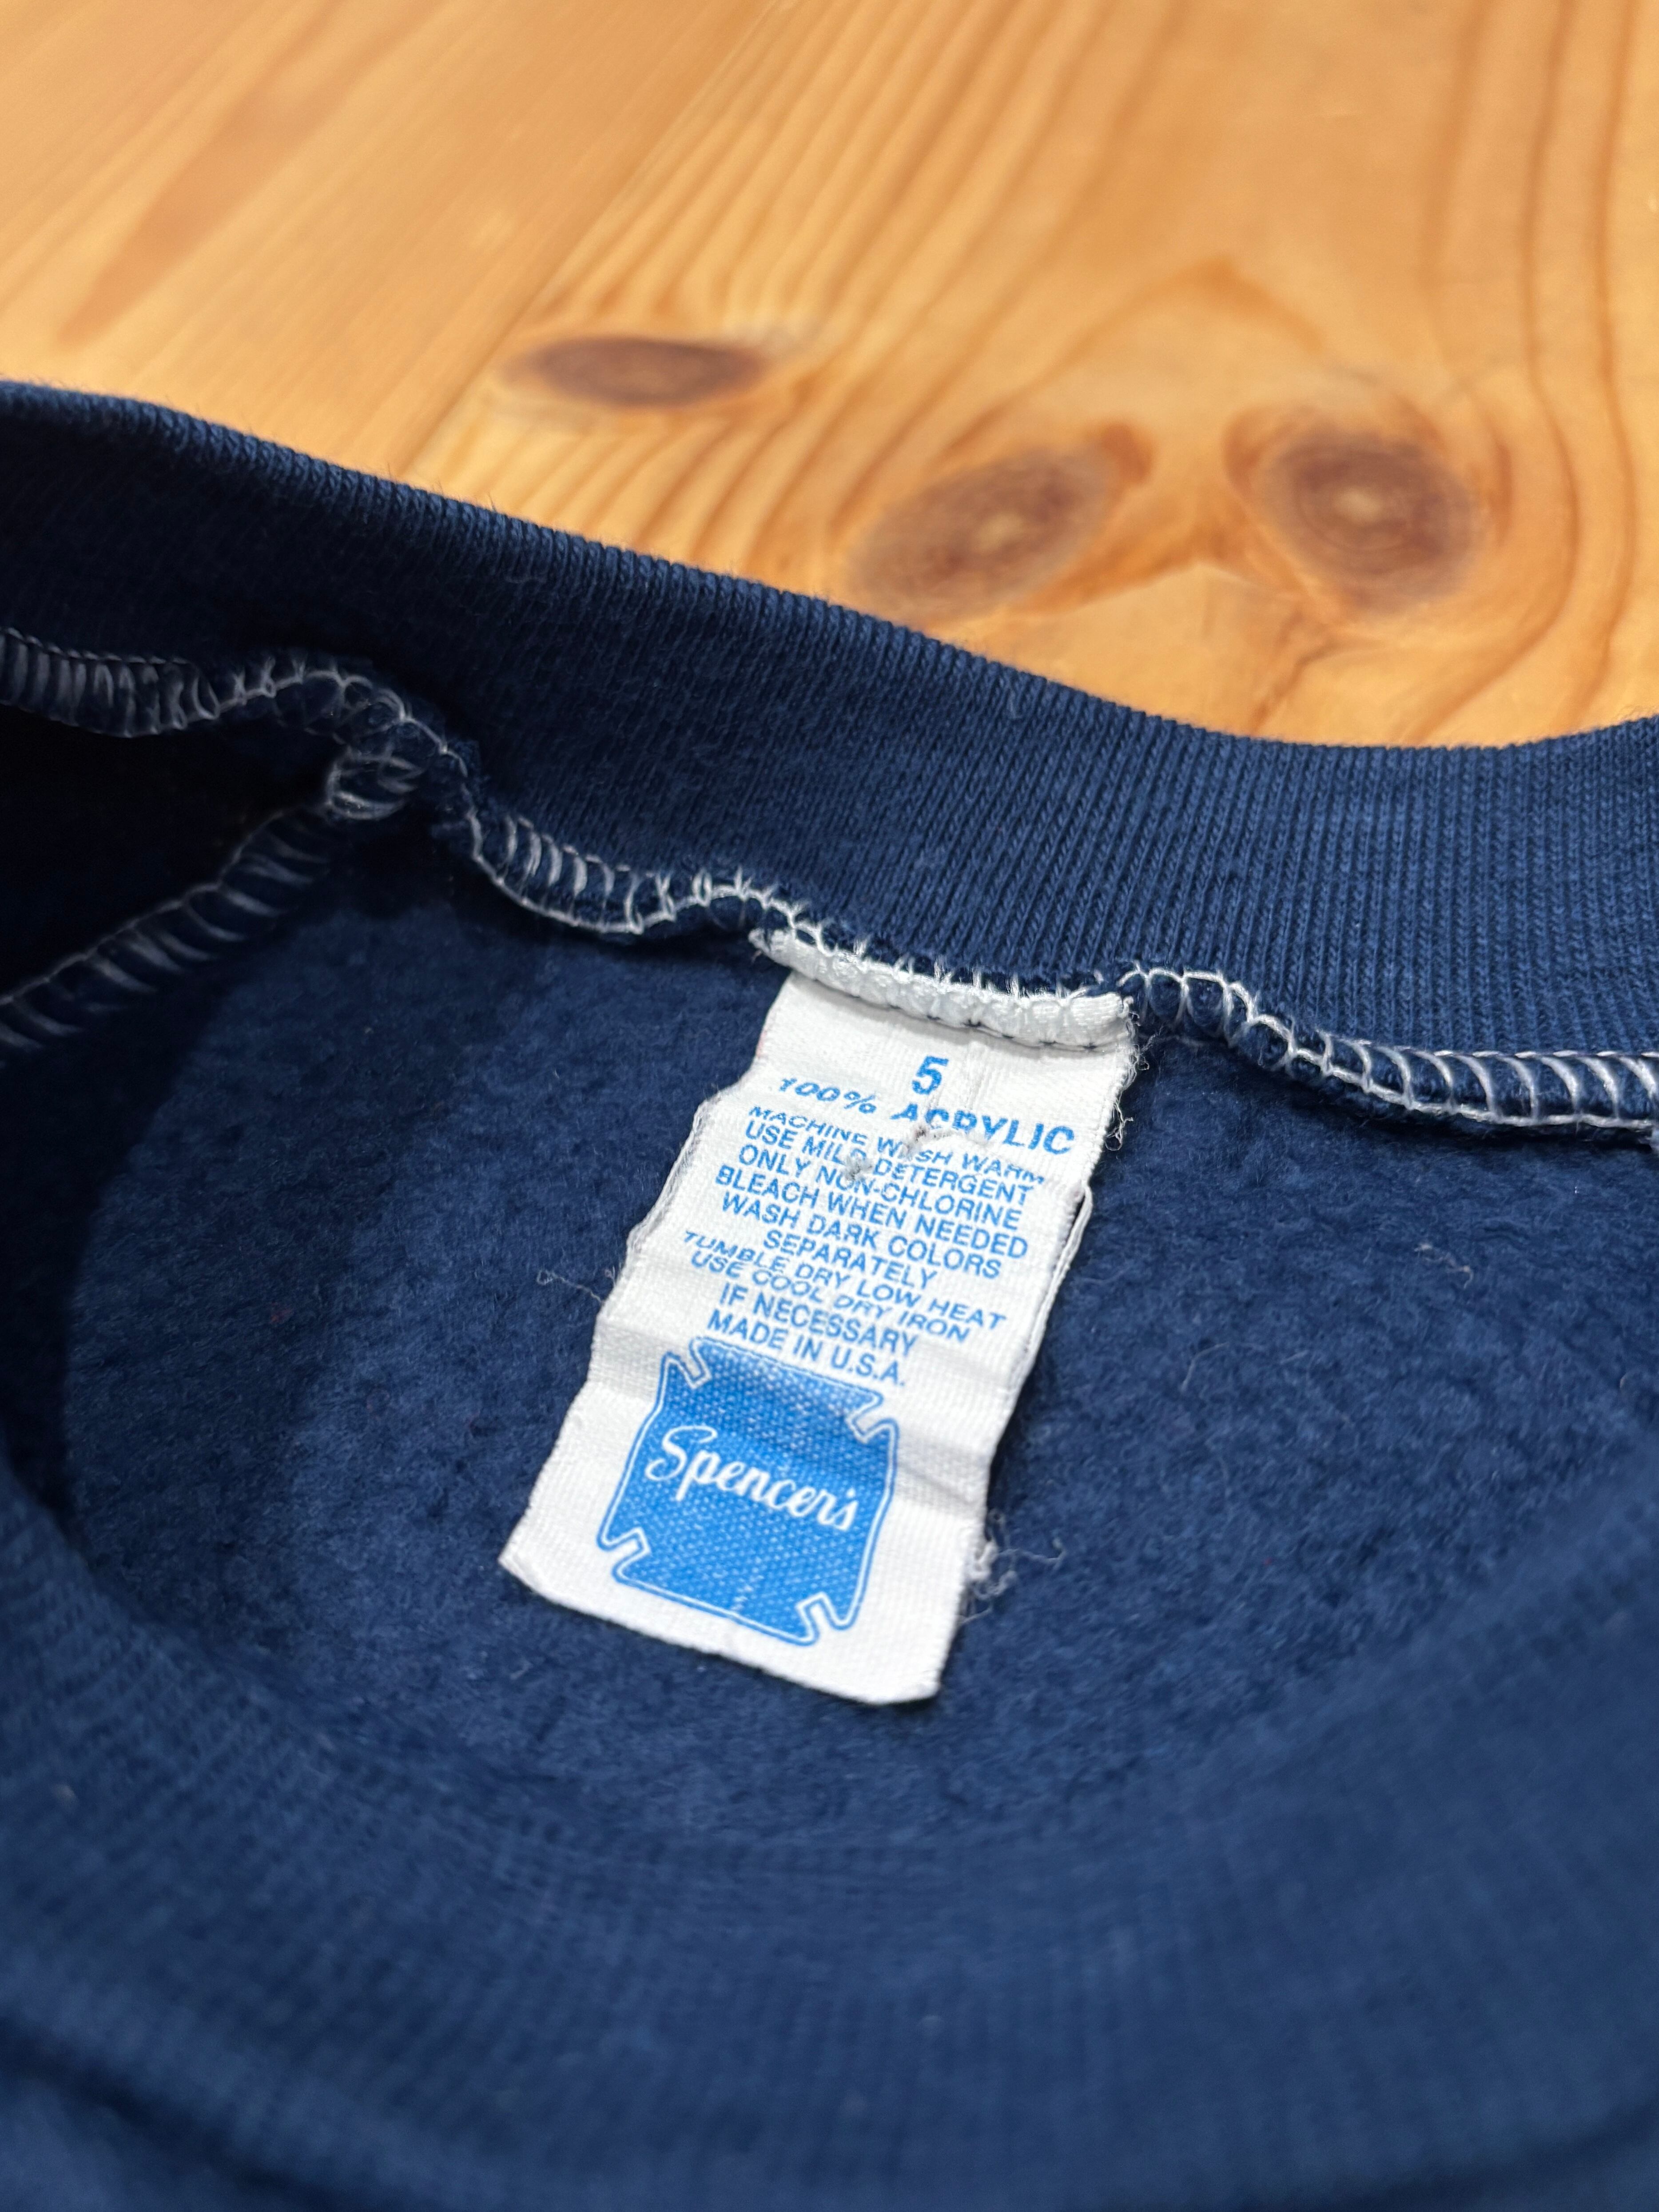 5
100% ACRYLIC
MACHINE WASH WARM
USE MILD DETERGENT
ONLY NON-CHLORINE
BLEACH WHEN NEEDED
WASH DARK COLORS
SEPARATELY
TUMBLE DRY LOW HEAT
USE COOL DRY IRON
IF NECESSARY
MADE IN U.S.A.
Spencer's